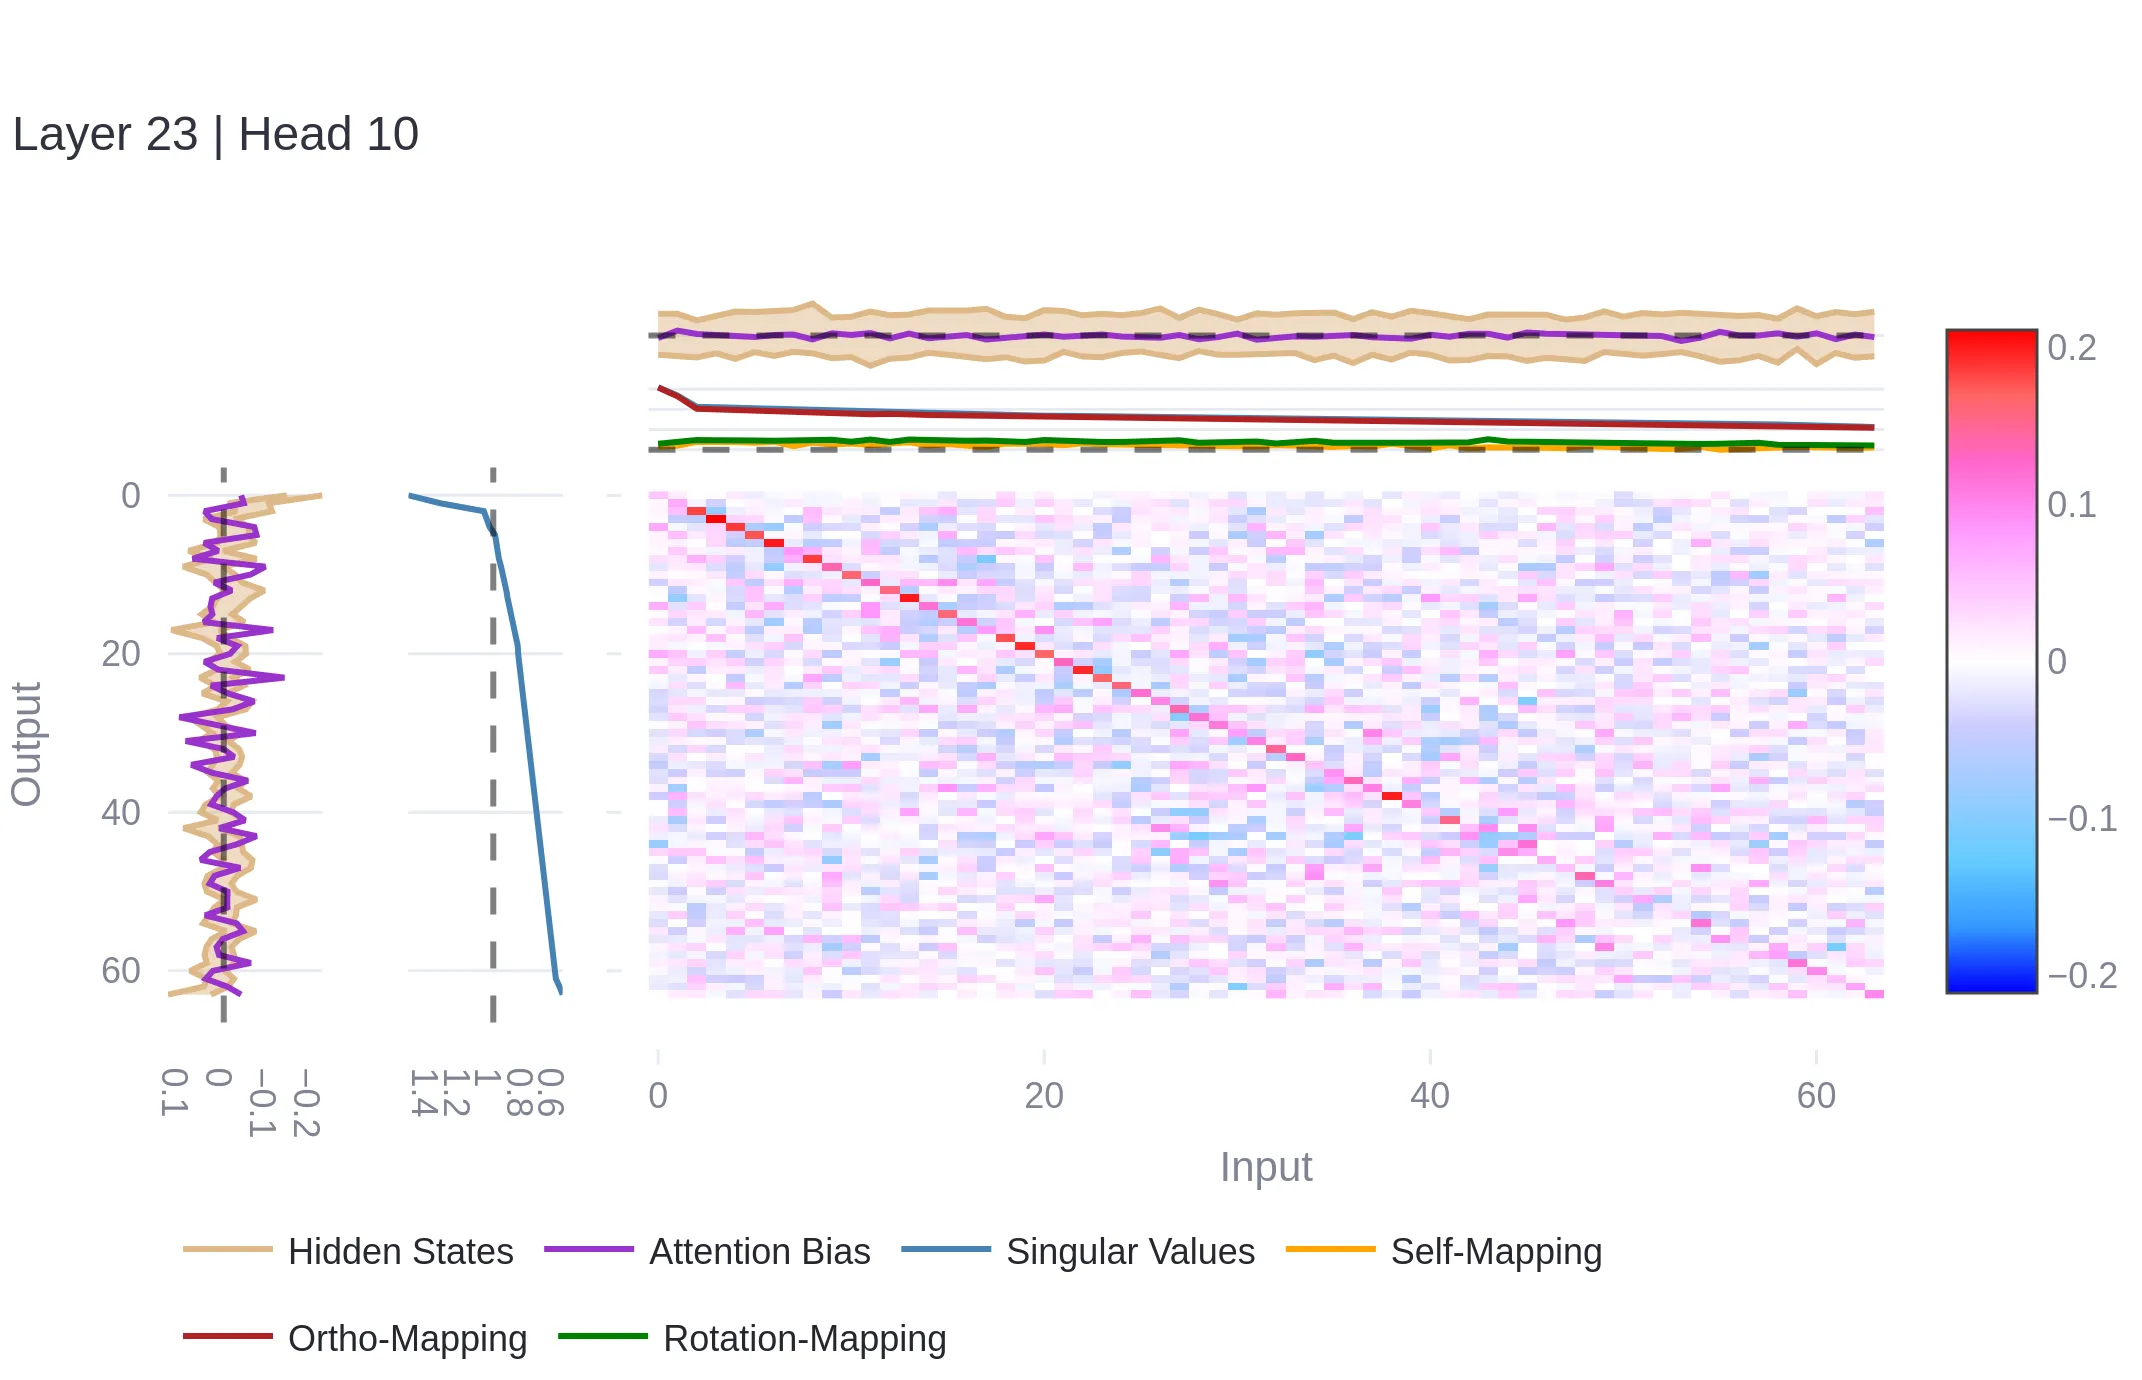 Layer 23 | Head 10
0
20
40
60
Output
0.1
0
−0.1
−0.2
1.4
1.2
1
0.8
0.6
0
20
40
60
Input
0.2
0.1
0
−0.1
−0.2
Hidden States
Attention Bias
Singular Values
Self-Mapping
Ortho-Mapping
Rotation-Mapping